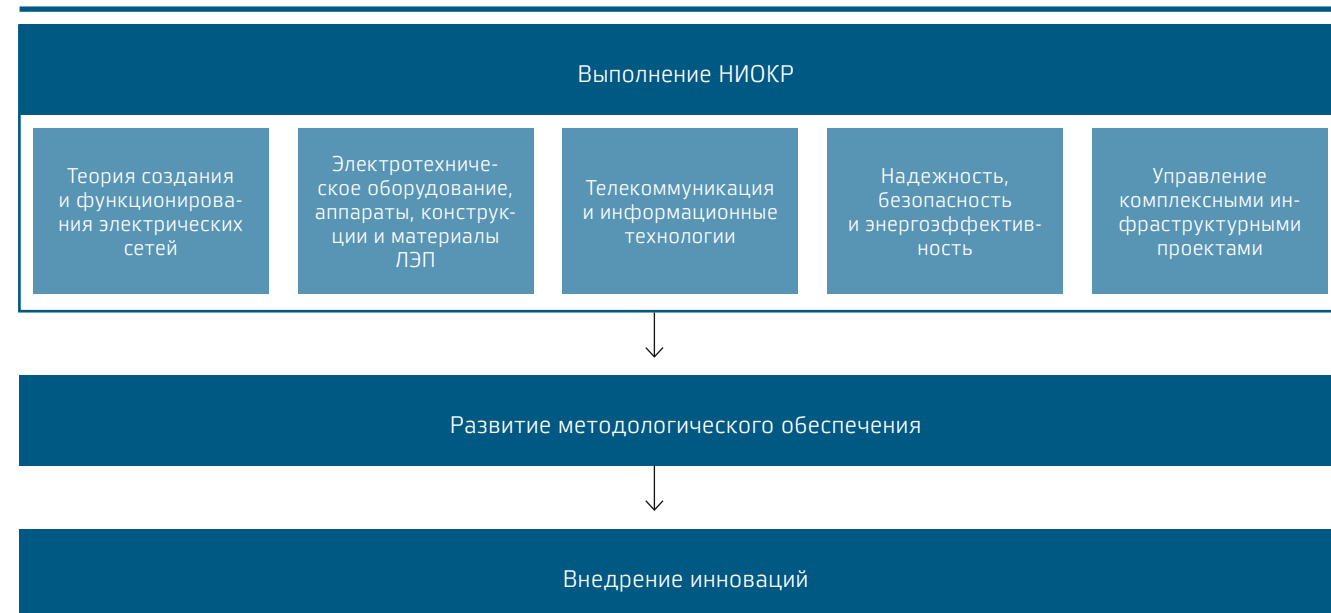 Выполнение НИОКР
Теория создания
и функционирова-
ния электрических
сетей
Электротехниче-
ское оборудование,
аппараты, конструк-
ции и материалы
ЛЭП
Телекоммуникация
и информационные
технологии
Надежность,
безопасность
и энергоэффектив-
ность
Управление
комплексными ин-
фраструктурными
проектами
Развитие методологического обеспечения
Внедрение инноваций